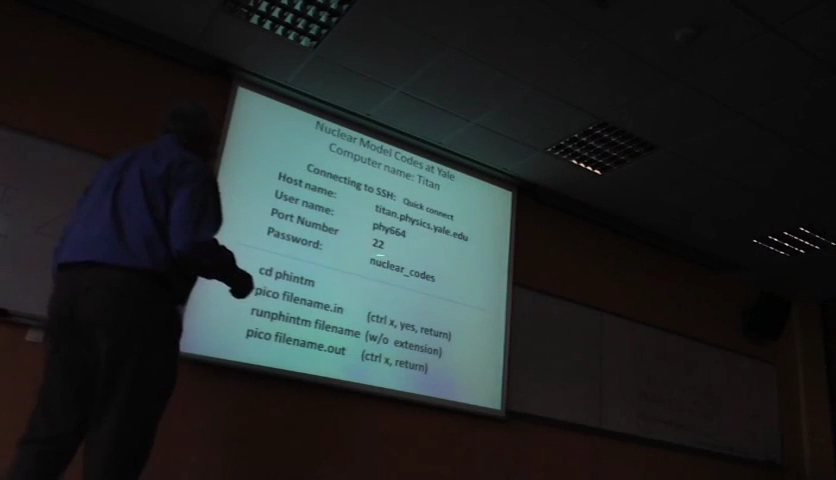 Nuclear Model Codes at Yale
Computer name: Titan
Connecting to SSH: Quick connect
Host name: titan.physics.yale.edu
User name: phy664
Port Number 22
Password: nuclear_codes
cd phintm
pico filename.in (ctrl x, yes, return)
runphintm filename (w/o extension)
pico filename.out (ctrl x, return)